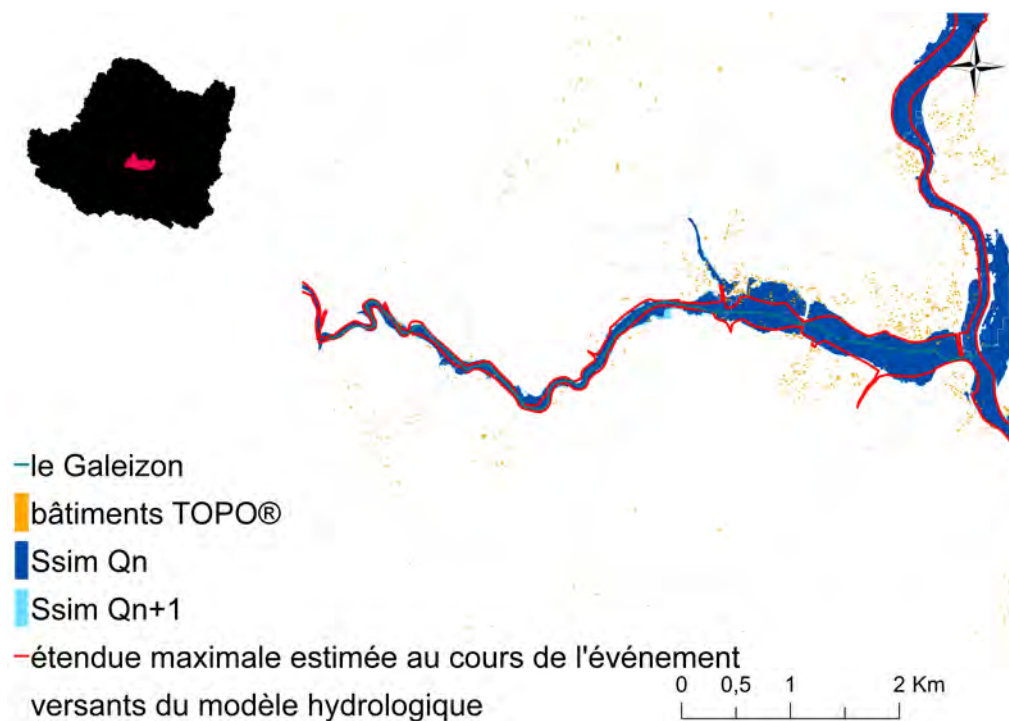 N
le Galeizon
bâtiments TOPO®
Ssim Qn
Ssim Qn+1
étendue maximale estimée au cours de l'événement
versants du modèle hydrologique
0 0,5 1 2 Km